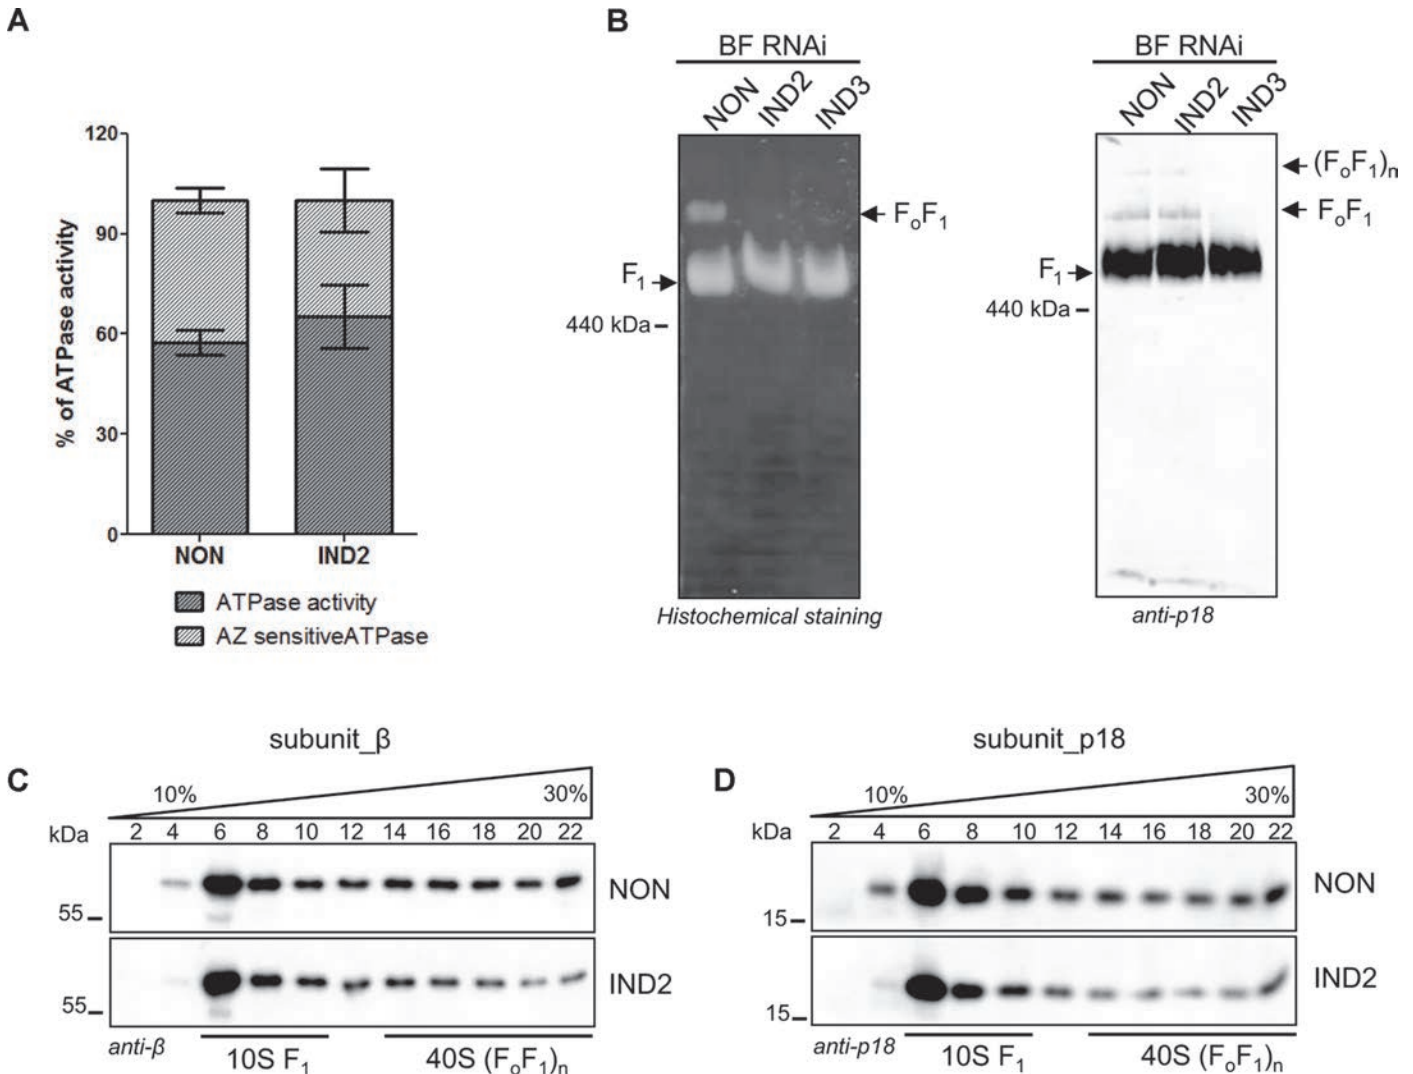 A
120
90
60
30
0
% of ATPase activity
NON IND2
ATPase activity
AZ sensitiveATPase
B
BF RNAi
NON IND2 IND3
FoF1
F1
440 kDa
Histochemical staining
BF RNAi
NON IND2 IND3
(FoF1)n
FoF1
F1
440 kDa
anti-p18
C
subunit_β
10% 30%
kDa 2 4 6 8 10 12 14 16 18 20 22
55
NON
55
IND2
anti-β 10S F1 40S (FoF1)n
D
subunit_p18
10% 30%
kDa 2 4 6 8 10 12 14 16 18 20 22
15
NON
15
IND2
anti-p18 10S F1 40S (FoF1)n